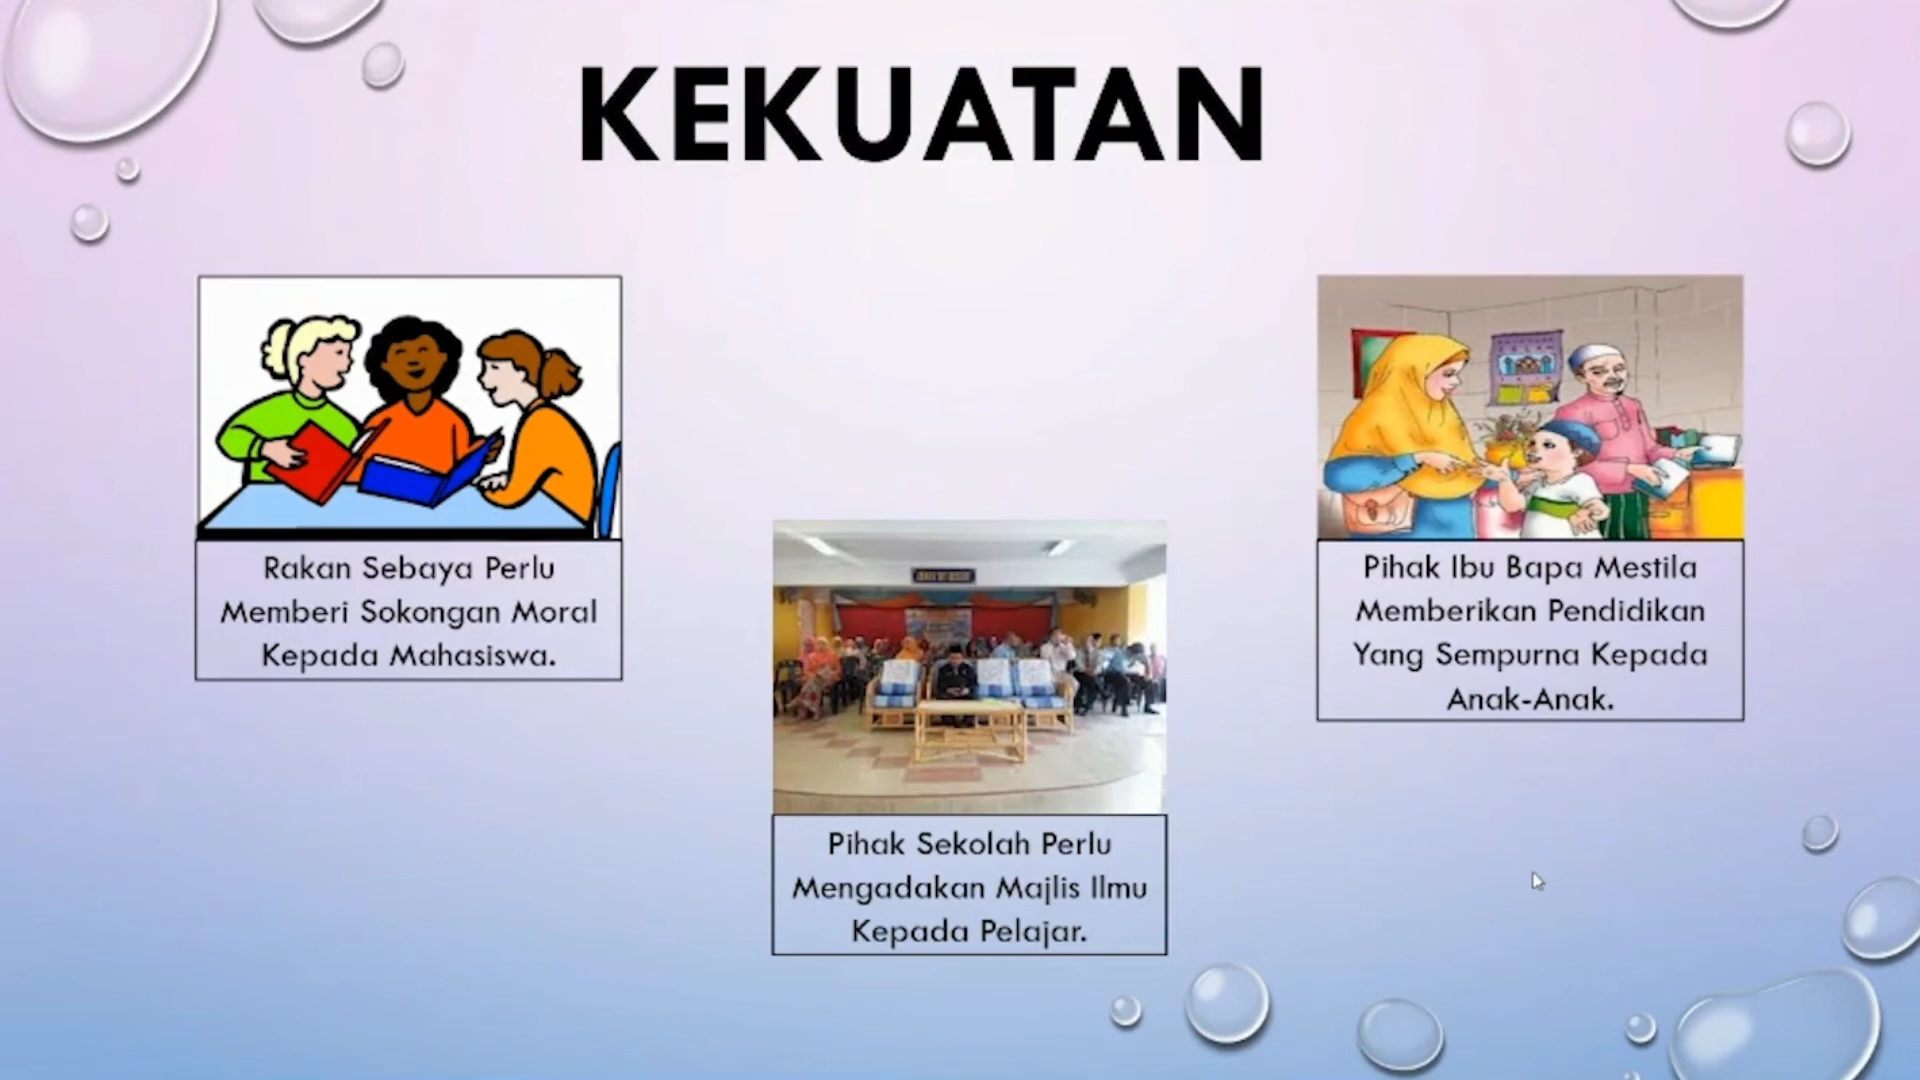 KEKUATAN
Rakan Sebaya Perlu
Memberi Sokongan Moral
Kepada Mahasiswa.
Pihak Sekolah Perlu
Mengadakan Majlis Ilmu
Kepada Pelajar.
Pihak Ibu Bapa Mestila
Memberikan Pendidikan
Yang Sempurna Kepada
Anak-Anak.